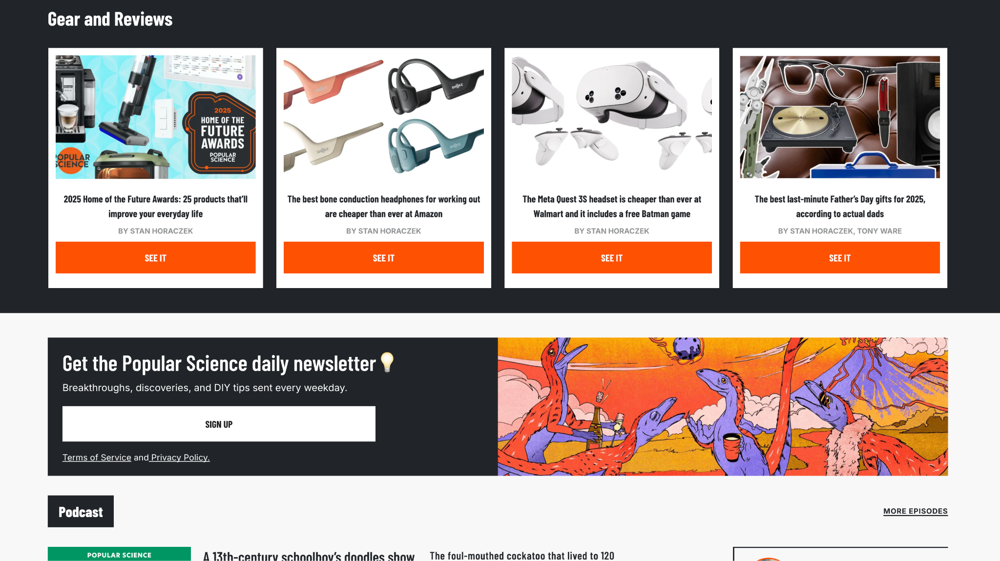 Gear and Reviews
2025
HOME OF THE
FUTURE
AWARDS
POPULAR
SCIENCE
POPULAR
SCIENCE
G
SHOKZ
SHOKZ
SHOKZ
SHOKZ
2025 Home of the Future Awards: 25 products that'll
improve your everyday life
BY STAN HORACZEK
SEE IT
The best bone conduction headphones for working out
are cheaper than ever at Amazon
BY STAN HORACZEK
SEE IT
The Meta Quest 3S headset is cheaper than ever at
Walmart and it includes a free Batman game
BY STAN HORACZEK
SEE IT
The best last-minute Father's Day gifts for 2025,
according to actual dads
BY STAN HORACZEK, TONY WARE
SEE IT
Get the Popular Science daily newsletter
Breakthroughs, discoveries, and DIY tips sent every weekday.
SIGN UP
Terms of Service and Privacy Policy.
Podcast
MORE EPISODES
POPULAR SCIENCE
A 13th-century schoolboy's doodles show
The foul-mouthed cockatoo that lived to 120